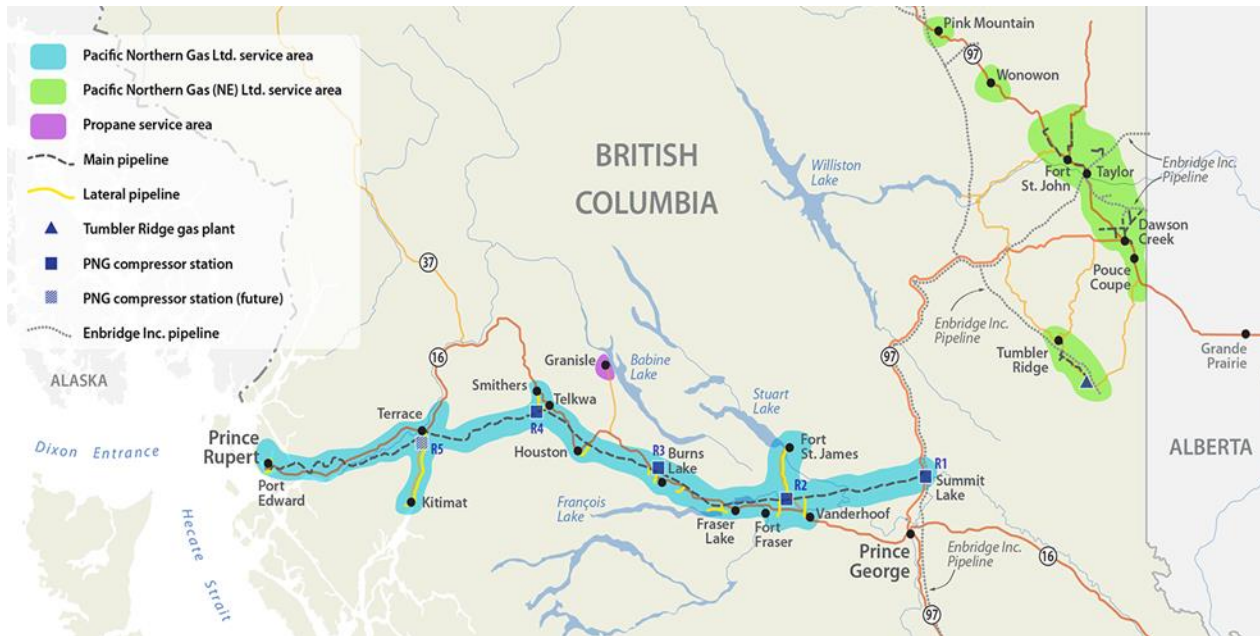 Pacific Northern Gas Ltd. service area
Pacific Northern Gas (NE) Ltd. service area
Propane service area
Main pipeline
Lateral pipeline
Tumbler Ridge gas plant
PNG compressor station
PNG compressor station (future)
Enbridge Inc. pipeline
Pink Mountain
97
Wonowon
BRITISH
COLUMBIA
Williston
Lake
Fort
St. John
Taylor
Enbridge Inc.
Pipeline
Dawson
Creek
Pouce
Coupe
37
Enbridge Inc.
Pipeline
Tumbler
Ridge
Grande
Prairie
16
Granisle
Babine
Lake
97
ALASKA
Smithers
Telkwa
R4
Stuart
Lake
Terrace
R5
Prince
Rupert
Port
Edward
Dixon Entrance
Houston
R3
Burns
Lake
Fort
St. James
R1
Summit
Lake
ALBERTA
Kitimat
R2
François
Lake
Fraser
Lake
Fort
Fraser
Vanderhoof
Hecate Strait
Prince
George
Enbridge Inc.
Pipeline
16
97